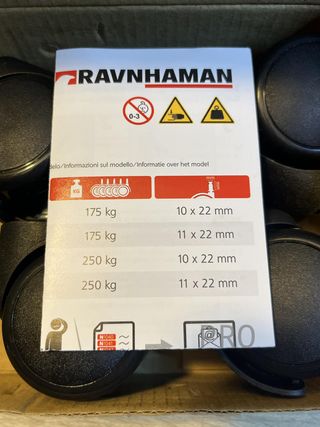 RAVNHAMAN
0-3
delo/Informazioni sul modello/Informatie over het model
KG
175 kg 10 x 22 mm
175 kg 11 x 22 mm
250 kg 10 x 22 mm
250 kg 11 x 22 mm
PRO